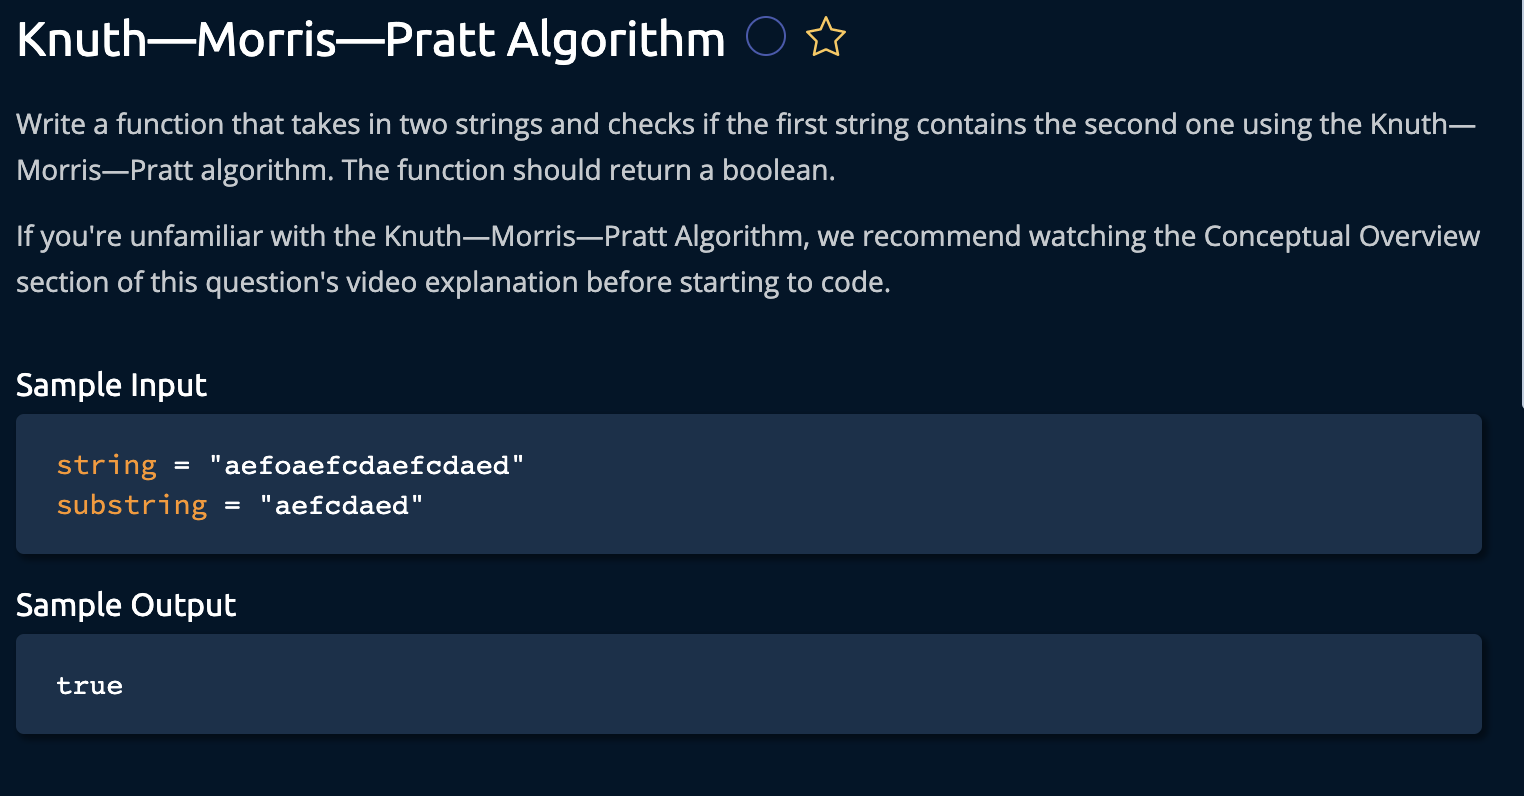 Knuth—Morris—Pratt Algorithm
Write a function that takes in two strings and checks if the first string contains the second one using the Knuth—
Morris—Pratt algorithm. The function should return a boolean.
If you're unfamiliar with the Knuth—Morris—Pratt Algorithm, we recommend watching the Conceptual Overview
section of this question's video explanation before starting to code.
Sample Input
string = "aefoaefcdaefcdaed"
substring = "aefcdaed"
Sample Output
true